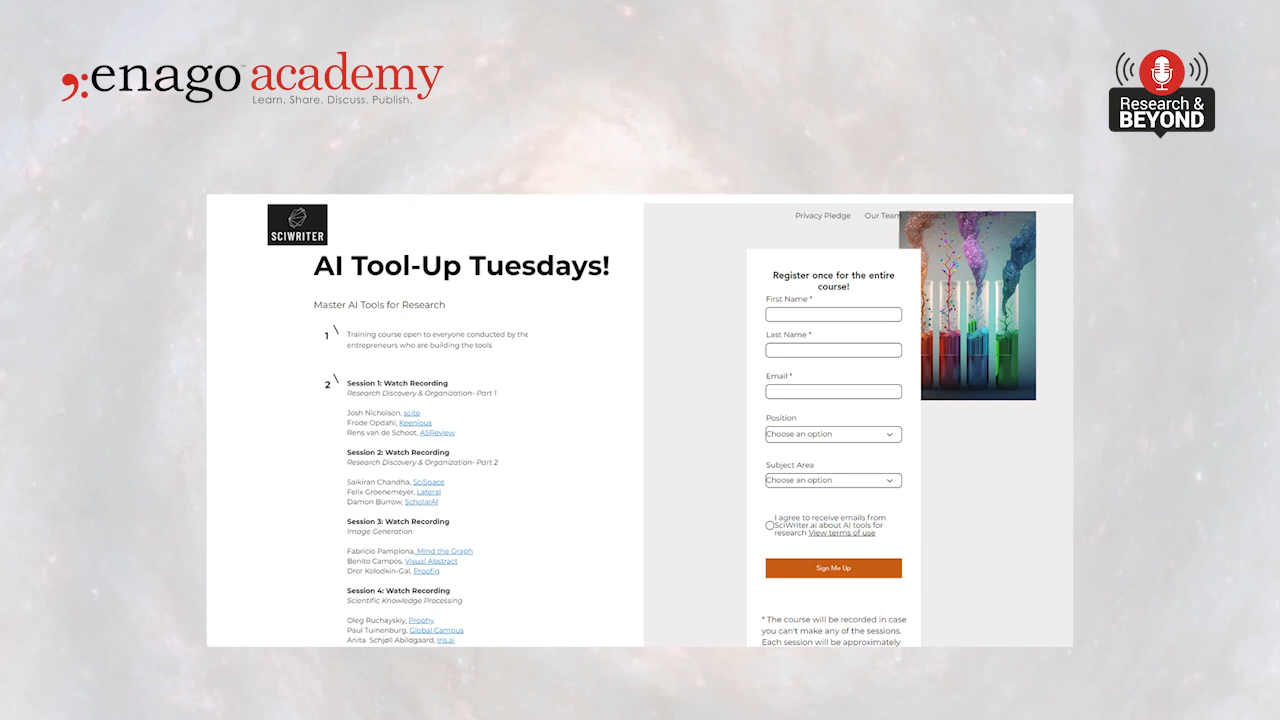 enago academy
Learn. Share. Discuss. Publish.
Research &
BEYOND
SCIWRITER
AI Tool-Up Tuesdays!
Master AI Tools for Research
1
Training course open to everyone conducted by the
entrepreneurs who are building the tools
2
Session 1: Watch Recording
Research Discovery & Organization- Part 1
Josh Nicholson, scite
Frode Opdahl, Keenious
Rens van de Schoot, ASReview
Session 2: Watch Recording
Research Discovery & Organization- Part 2
Saikiran Chandha, SciSpace
Felix Groenemeyer, Lateral
Damon Burrow, ScholarAI
Session 3: Watch Recording
Image Generation
Fabricio Pamplona, Mind the Graph
Benito Campos, Visual Abstract
Dror Kolodkin-Gal, Proofig
Session 4: Watch Recording
Scientific Knowledge Processing
Oleg Ruchayskiy, Prophy
Paul Tuinenburg, Global Campus
Anita Schjøll Abildgaard, Iris.ai
Privacy Pledge Our Team Contact
Register once for the entire
course!
First Name *
Last Name *
Email *
Position
Choose an option
Subject Area
Choose an option
I agree to receive emails from
SciWriter.ai about AI tools for
research View terms of use
Sign Me Up
* The course will be recorded in case
you can't make any of the sessions.
Each session will be approximately